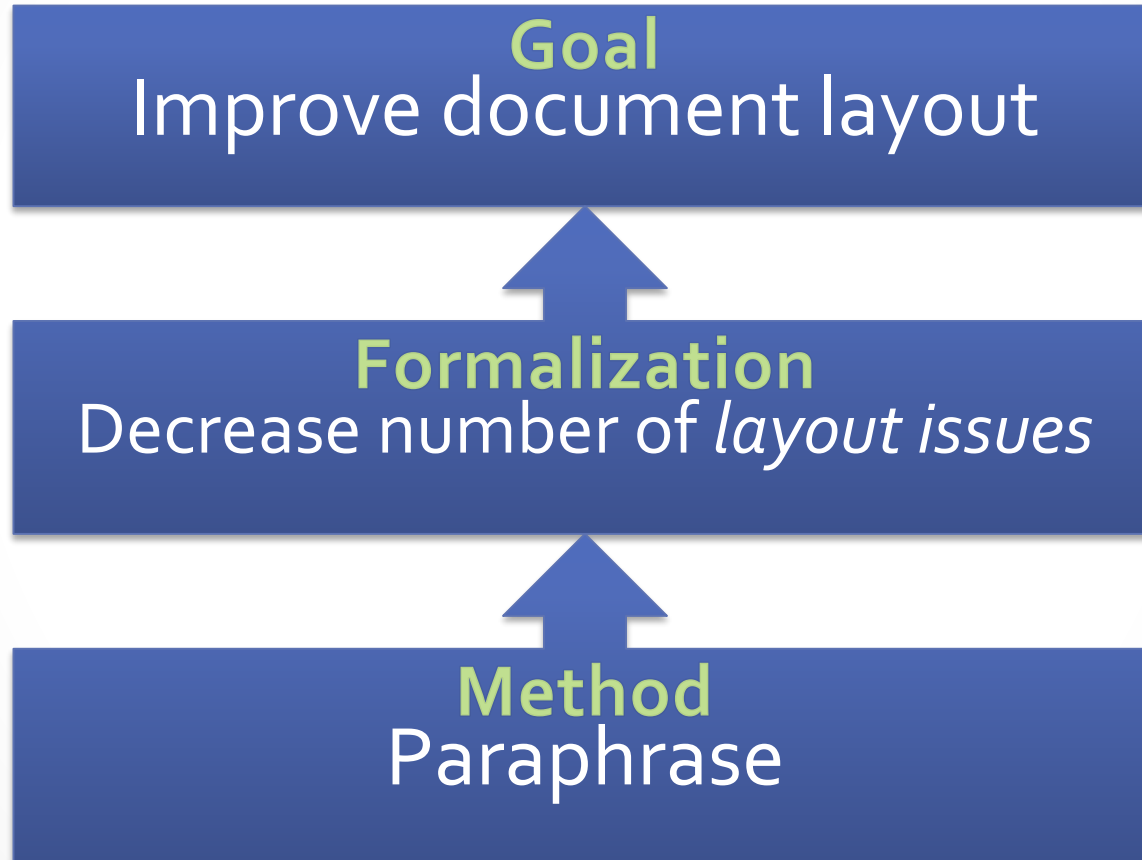 Goal
Improve document layout
Formalization
Decrease number of layout issues
Method
Paraphrase